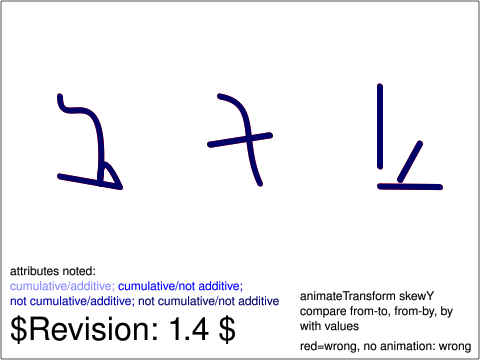 attributes noted:
cumulative/additive; cumulative/not additive;
not cumulative/additive; not cumulative/not additive
$Revision: 1.4 $
animateTransform skewY
compare from-to, from-by, by
with values
red=wrong, no animation: wrong